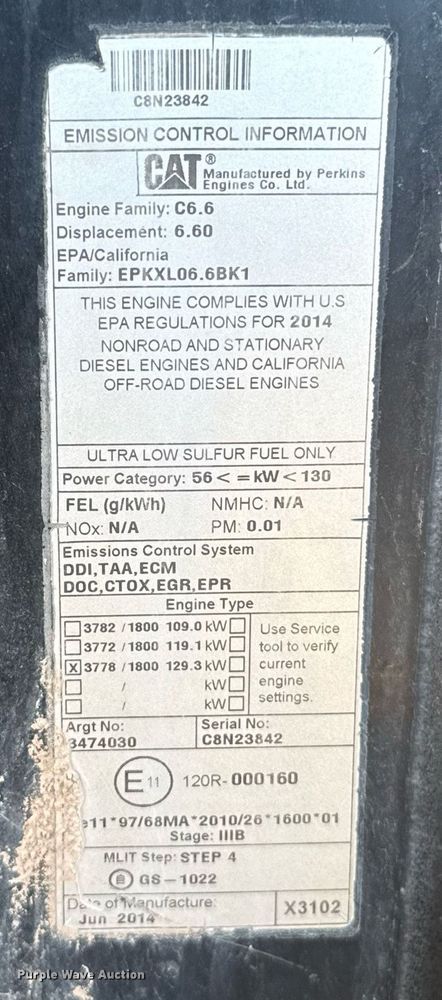 C8N23842
EMISSION CONTROL INFORMATION
CAT® Manufactured by Perkins
Engines Co. Ltd.
Engine Family: C6.6
Displacement: 6.60
EPA/California
Family: EPKXL06.6BK1
THIS ENGINE COMPLIES WITH U.S
EPA REGULATIONS FOR 2014
NONROAD AND STATIONARY
DIESEL ENGINES AND CALIFORNIA
OFF-ROAD DIESEL ENGINES
ULTRA LOW SULFUR FUEL ONLY
Power Category: 56 < = kW < 130
FEL (g/kWh) NMHC: N/A
NOx: N/A PM: 0.01
Emissions Control System
DDI,TAA,ECM
DOC,CTOX,EGR,EPR
Engine Type
3782 / 1800 109.0 kW
3772 / 1800 119.1 kW
X 3778 / 1800 129.3 kW
/ kW
/ kW
Use Service
tool to verify
current
engine
settings.
Argt No:
3474030
Serial No:
C8N23842
E11 120R-000160
e11*97/68MA*2010/26*1600*01
Stage: IIIB
MLIT Step: STEP 4
GS-1022
Date of Manufacture:
Jun 2014
X3102
Purple Wave Auction